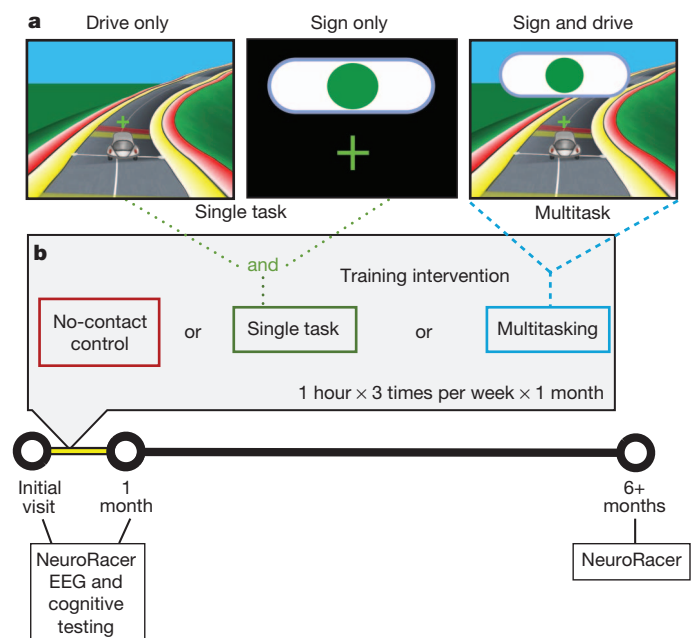 a
Drive only
Sign only
Sign and drive
Single task
Multitask
b
and
Training intervention
No-contact
control
or
Single task
or
Multitasking
1 hour × 3 times per week × 1 month
Initial
visit
1
month
6+
months
NeuroRacer
EEG and
cognitive
testing
NeuroRacer